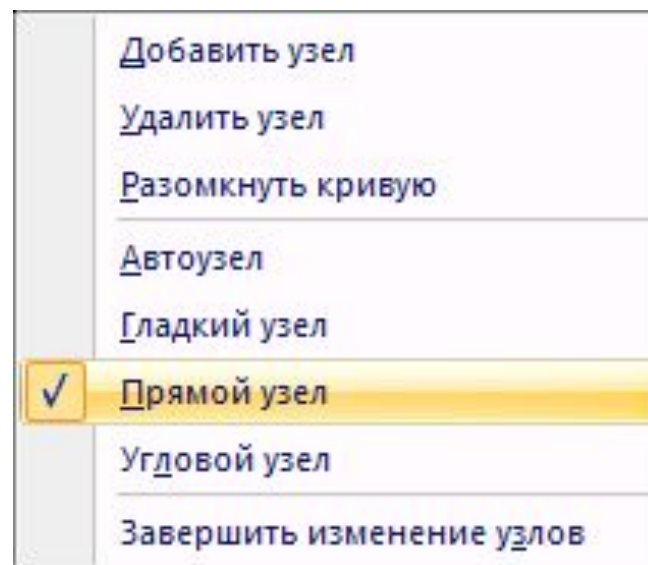 Добавить узел
Удалить узел
Разомкнуть кривую
Автоузел
Гладкий узел
Прямой узел
Угловой узел
Завершить изменение узлов